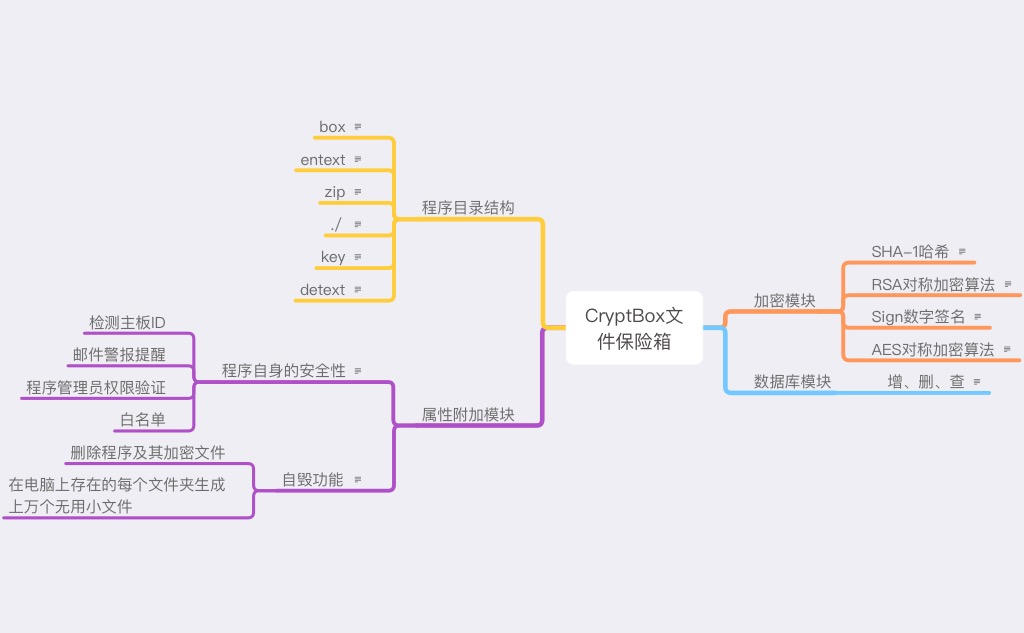 CryptBox文
件保险箱
加密模块
SHA-1哈希
RSA对称加密算法
Sign数字签名
AES对称加密算法
数据库模块
增、删、查
程序目录结构
box
entext
zip
./
key
detext
属性附加模块
程序自身的安全性
检测主板ID
邮件警报提醒
程序管理员权限验证
白名单
自毁功能
删除程序及其加密文件
在电脑上存在的每个文件夹生成
上万个无用小文件